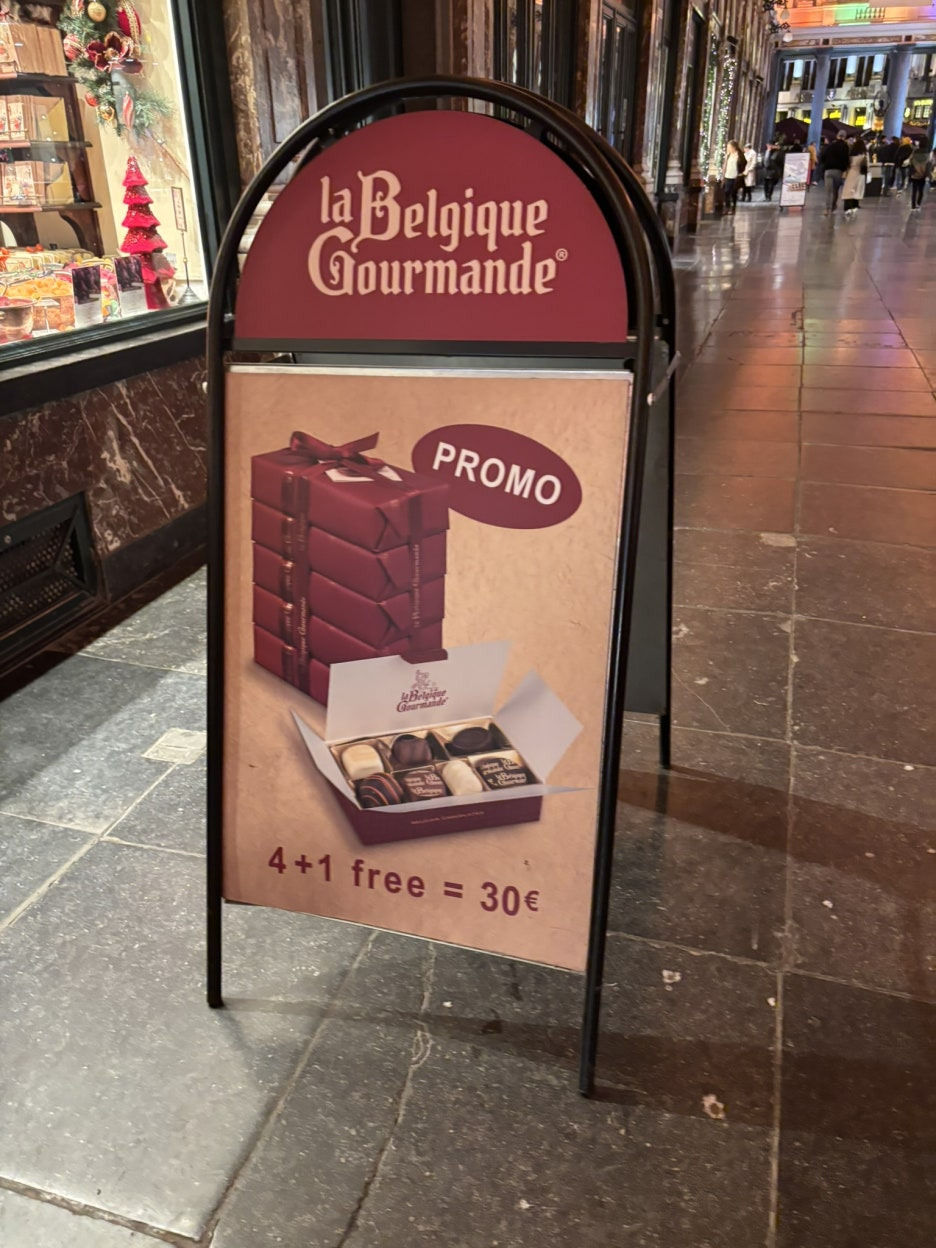 la Belgique
Gourmande®
PROMO
la Belgique
Gourmande
4+1 free = 30€